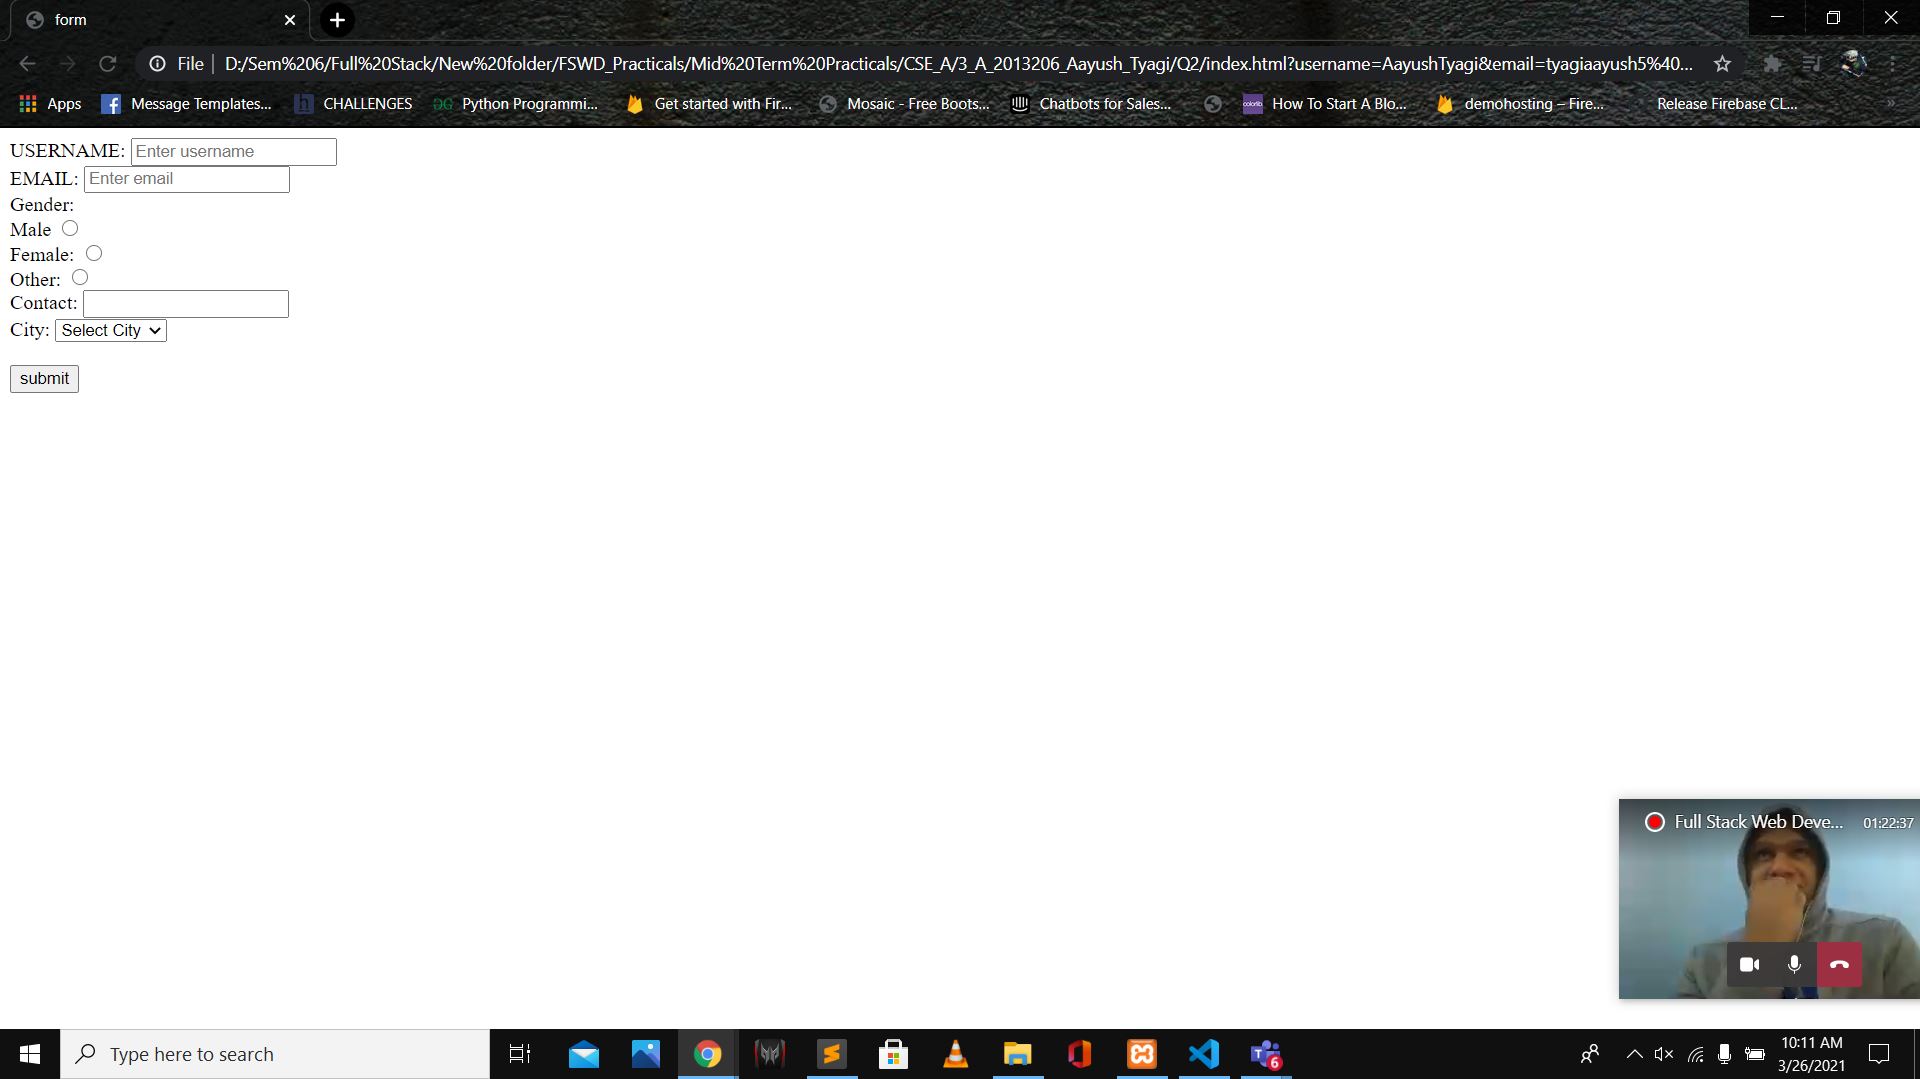 form
File
D:/Sem%206/Full%20Stack/New%20folder/FSWD_Practicals/Mid%20Term%20Practicals/CSE_A/3_A_2013206_Aayush_Tyagi/Q2/index.html?username=AayushTyagi&email=tyagiaayush5%40...
Apps Message Templates... CHALLENGES Python Programmi... Get started with Fir... Mosaic - Free Boots... Chatbots for Sales... How To Start A Blo... demohosting – Fire... Release Firebase CL... »
USERNAME: Enter username
EMAIL: Enter email
Gender:
Male
Female:
Other:
Contact:
City: Select City
submit
Full Stack Web Deve... 01:22:37
Type here to search
6
10:11 AM
3/26/2021